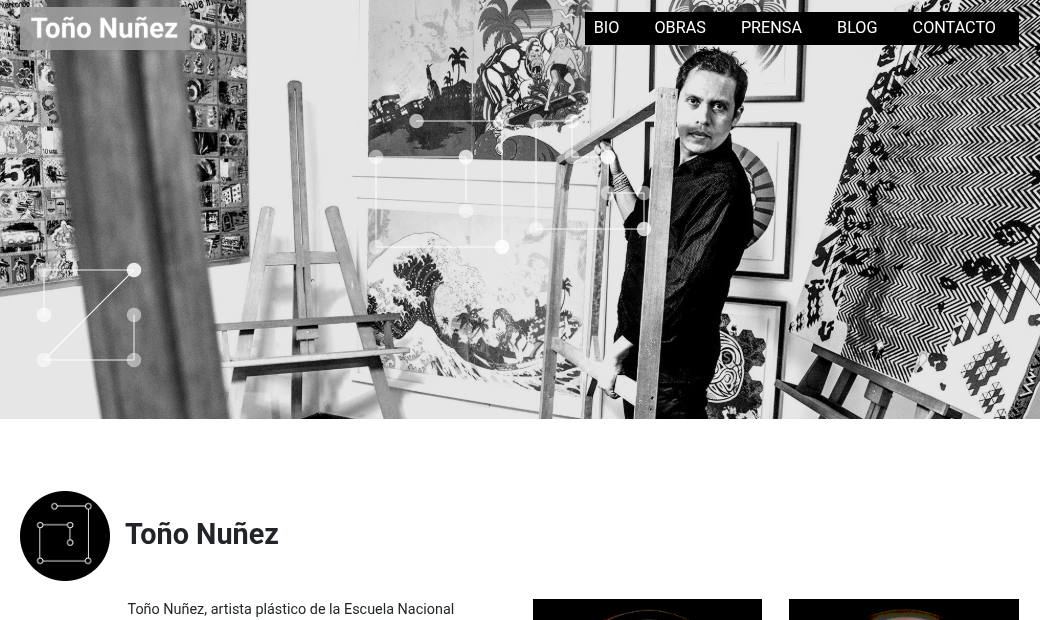 Toño Nuñez
BIO OBRAS PRENSA BLOG CONTACTO
Toño Nuñez
Toño Nuñez, artista plástico de la Escuela Nacional